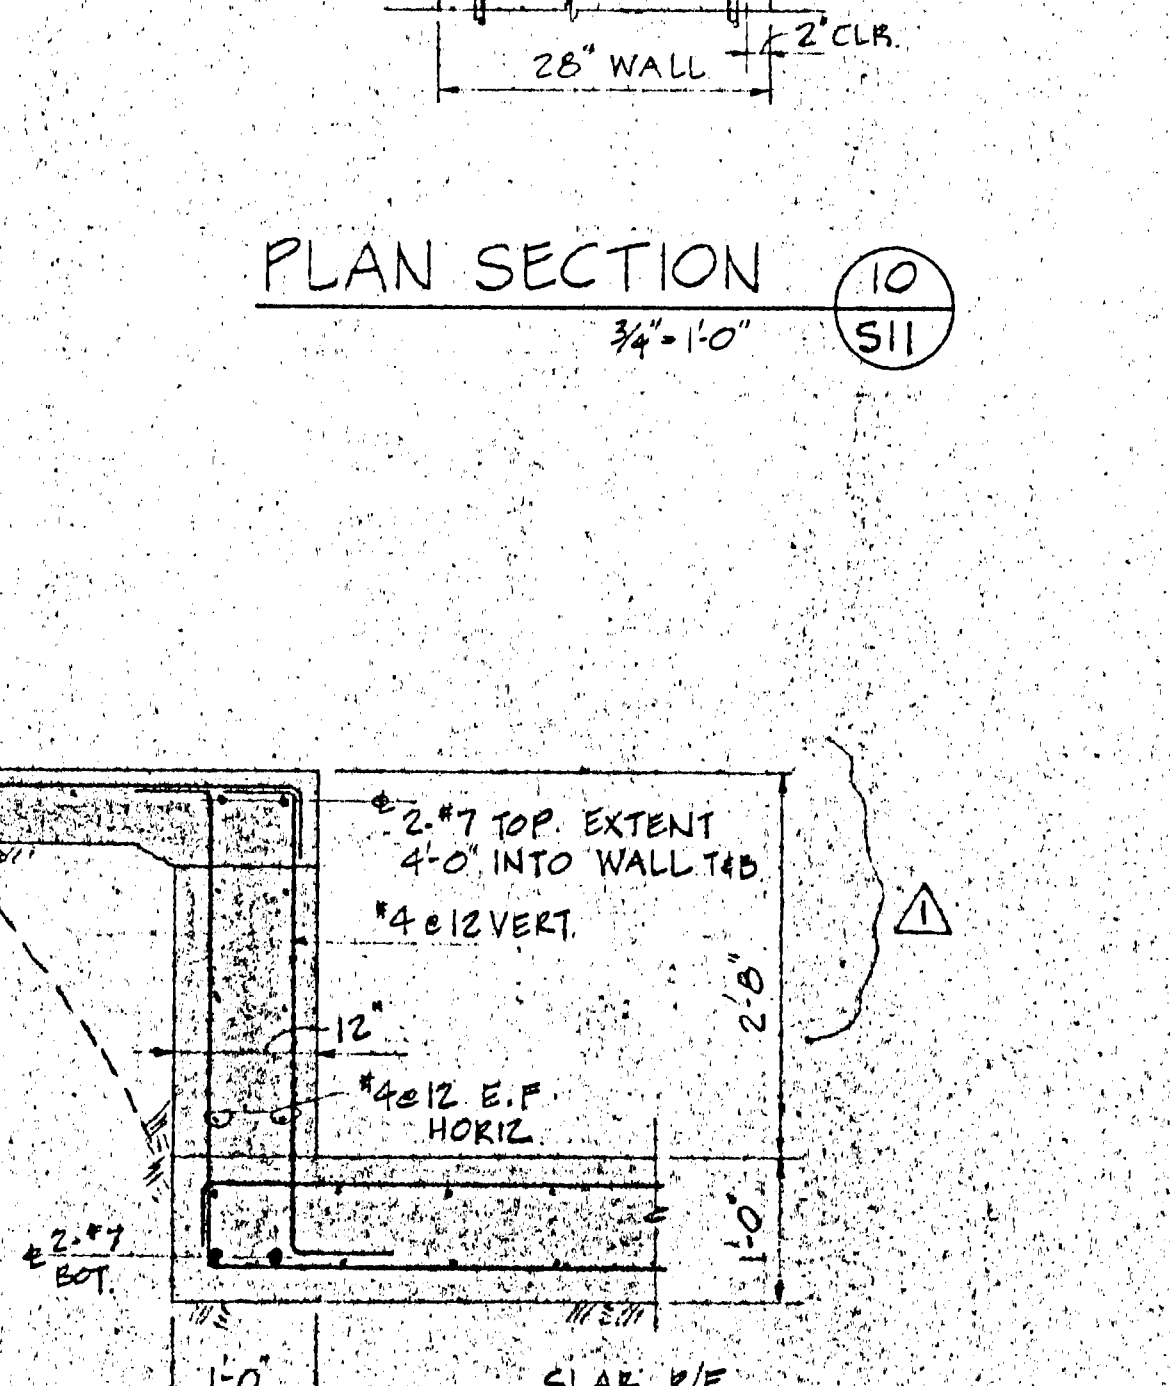 2" CLR.
28" WALL
PLAN SECTION
10
S11
3/4" = 1'-0"
2-#7 TOP. EXTENT
4'-0" INTO WALL T&B
1
#4 @ 12 VERT.
2'-8"
12"
#4 @ 12 E.F
HORIZ.
1'-0"
℄ 2-#7
BOT.
1'-0"
SLAB R/F